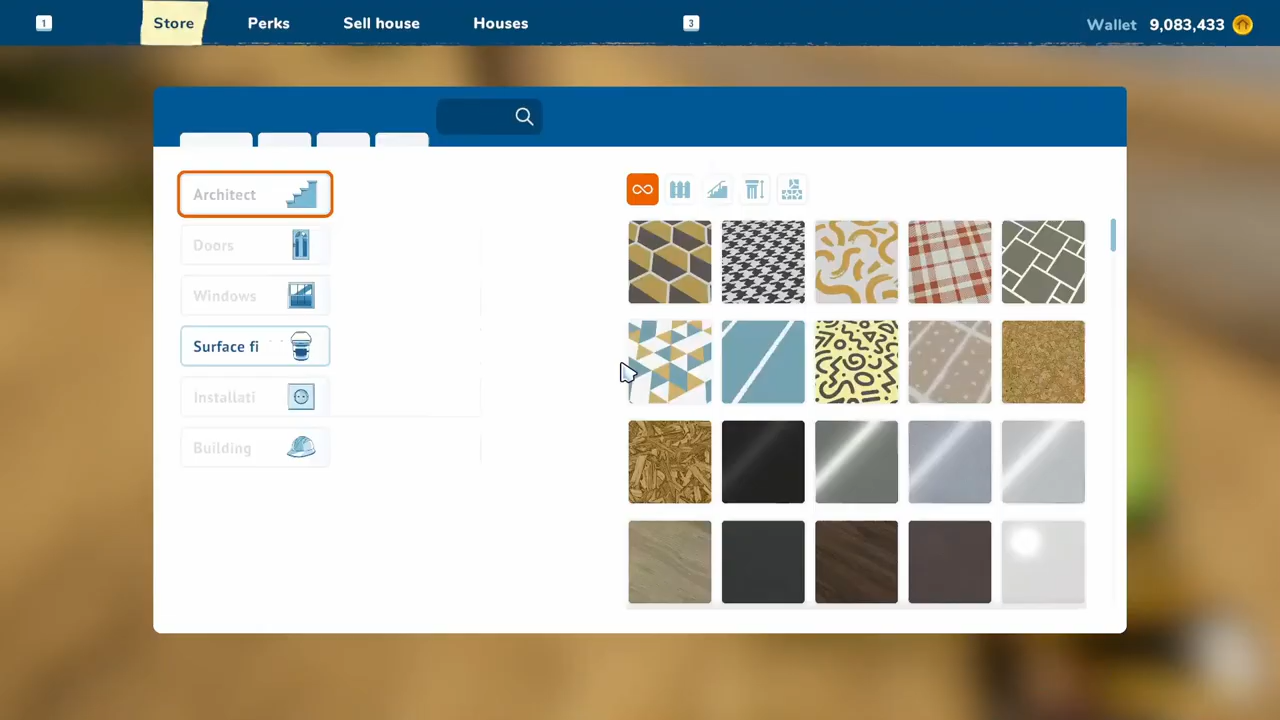 1 Store Perks Sell house Houses 3 Wallet 9,083,433
Architect
Doors
Windows
Surface fi
Installati
Building